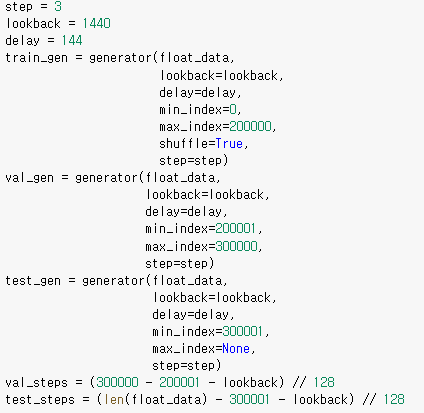 step = 3
lookback = 1440
delay = 144
train_gen = generator(float_data,
                      lookback=lookback,
                      delay=delay,
                      min_index=0,
                      max_index=200000,
                      shuffle=True,
                      step=step)
val_gen = generator(float_data,
                    lookback=lookback,
                    delay=delay,
                    min_index=200001,
                    max_index=300000,
                    step=step)
test_gen = generator(float_data,
                     lookback=lookback,
                     delay=delay,
                     min_index=300001,
                     max_index=None,
                     step=step)
val_steps = (300000 - 200001 - lookback) // 128
test_steps = (len(float_data) - 300001 - lookback) // 128